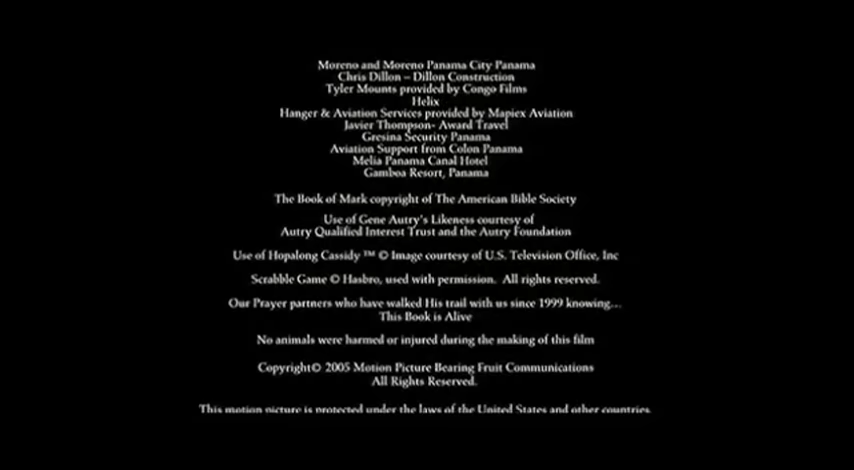 Moreno and Moreno Panama City Panama
Chris Dillon – Dillon Construction
Tyler Mounts provided by Congo Films
Helix
Hanger & Aviation Services provided by Mapiex Aviation
Javier Thompson- Award Travel
Gresina Security Panama
Aviation Support from Colon Panama
Melia Panama Canal Hotel
Gamboa Resort, Panama
The Book of Mark copyright of The American Bible Society
Use of Gene Autry's Likeness courtesy of
Autry Qualified Interest Trust and the Autry Foundation
Use of Hopalong Cassidy ™ © Image courtesy of U.S. Television Office, Inc
Scrabble Game © Hasbro, used with permission. All rights reserved.
Our Prayer partners who have walked His trail with us since 1999 knowing...
This Book is Alive
No animals were harmed or injured during the making of this film
Copyright© 2005 Motion Picture Bearing Fruit Communications
All Rights Reserved.
This motion picture is protected under the laws of the United States and other countries.